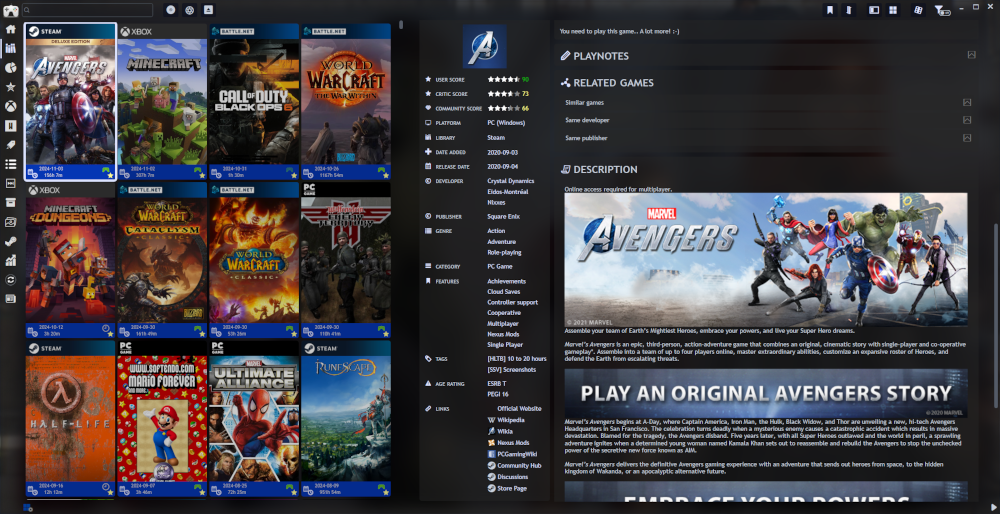 STEAM
DELUXE EDITION
MARVEL
AVENGERS
2024-11-03
156h 7m
XBOX
MINECRAFT
2024-11-02
307h 7m
BATTLE.NET
CALL OF DUTY
BLACK OPS 6
2024-10-31
1h 30m
BATTLE.NET
WORLD
WARCRAFT
THE WAR WITHIN
2024-10-06
1167h 54m
XBOX
MINECRAFT
DUNGEONS
2024-10-12
3h 20m
BATTLE.NET
WORLD
WARCRAFT
CATACLYSM
CLASSIC
2024-09-30
161h 49m
BATTLE.NET
WORLD
WARCRAFT
CLASSIC
2024-09-30
53h 26m
PC
GAME
ENEMY
TERRITORY
2024-09-30
118h 41m
STEAM
HALF-LIFE
2024-09-16
12h 12m
PC
GAME
WWW.SOFTENDO.COM
MARIO FOREVER
AND MORE.
2024-09-07
3h 46m
PC
GAME
MARVEL
ULTIMATE
ALLIANCE
2024-08-25
72h 25m
STEAM
RUNESCAPE
2024-08-09
901h 54m
USER SCORE 90
CRITIC SCORE 73
COMMUNITY SCORE 66
PLATFORM PC (Windows)
LIBRARY Steam
DATE ADDED 2020-09-03
RELEASE DATE 2020-09-04
DEVELOPER Crystal Dynamics
Eidos-Montréal
Nixxes
PUBLISHER Square Enix
GENRE Action
Adventure
Role-playing
CATEGORY PC Game
FEATURES Achievements
Cloud Saves
Controller support
Cooperative
Multiplayer
Nexus Mods
Single Player
TAGS [HLTB] 10 to 20 hours
[SSV] Screenshots
AGE RATING ESRB T
PEGI 16
LINKS Official Website
Wikipedia
Wikia
Nexus Mods
PCGamingWiki
Community Hub
Discussions
Store Page
You need to play this game.. A lot more! :-)
PLAYNOTES
RELATED GAMES
Similar games
Same developer
Same publisher
DESCRIPTION
Online access required for multiplayer.
MARVEL
AVENGERS
© 2021 MARVEL
Assemble your team of Earth's Mightiest Heroes, embrace your powers, and live your Super Hero dreams.
Marvel's Avengers is an epic, third-person, action-adventure game that combines an original, cinematic story with single-player and co-operative
gameplay*. Assemble into a team of up to four players online, master extraordinary abilities, customize an expansive roster of Heroes, and
defend the Earth from escalating threats.
PLAY AN ORIGINAL AVENGERS STORY
©2020 MARVEL
Marvel's Avengers begins at A-Day, where Captain America, Iron Man, the Hulk, Black Widow, and Thor are unveiling a new, hi-tech Avengers
Headquarters in San Francisco. The celebration turns deadly when a mysterious enemy causes a catastrophic accident which results in massive
devastation. Blamed for the tragedy, the Avengers disband. Five years later, with all Super Heroes outlawed and the world in peril, a sprawling
adventure ignites when a determined young woman named Kamala Khan sets out to reassemble and rebuild the Avengers to stop the unchecked
power of the secretive new force known as AIM.
Marvel's Avengers delivers the definitive Avengers gaming experience with an adventure that sends out heroes from space, to the hidden
kingdom of Wakanda, or an apocalyptic alternative future.
EMBRACE YOUR POWERS